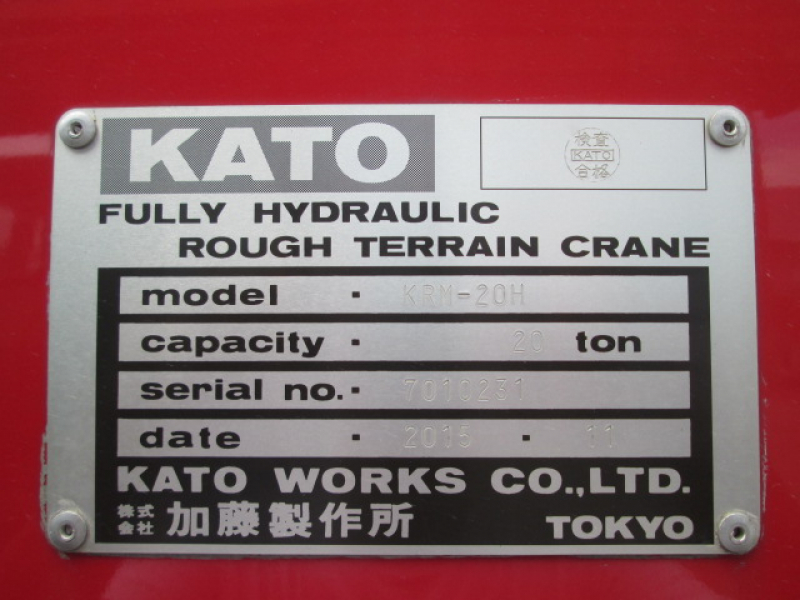 KATO
検査
KATO
合格
FULLY HYDRAULIC
ROUGH TERRAIN CRANE
model · KRM-20H
capacity · 20 ton
serial no. · 7010231
date · 2015 · 11
KATO WORKS CO.,LTD.
株式会社 加藤製作所 TOKYO